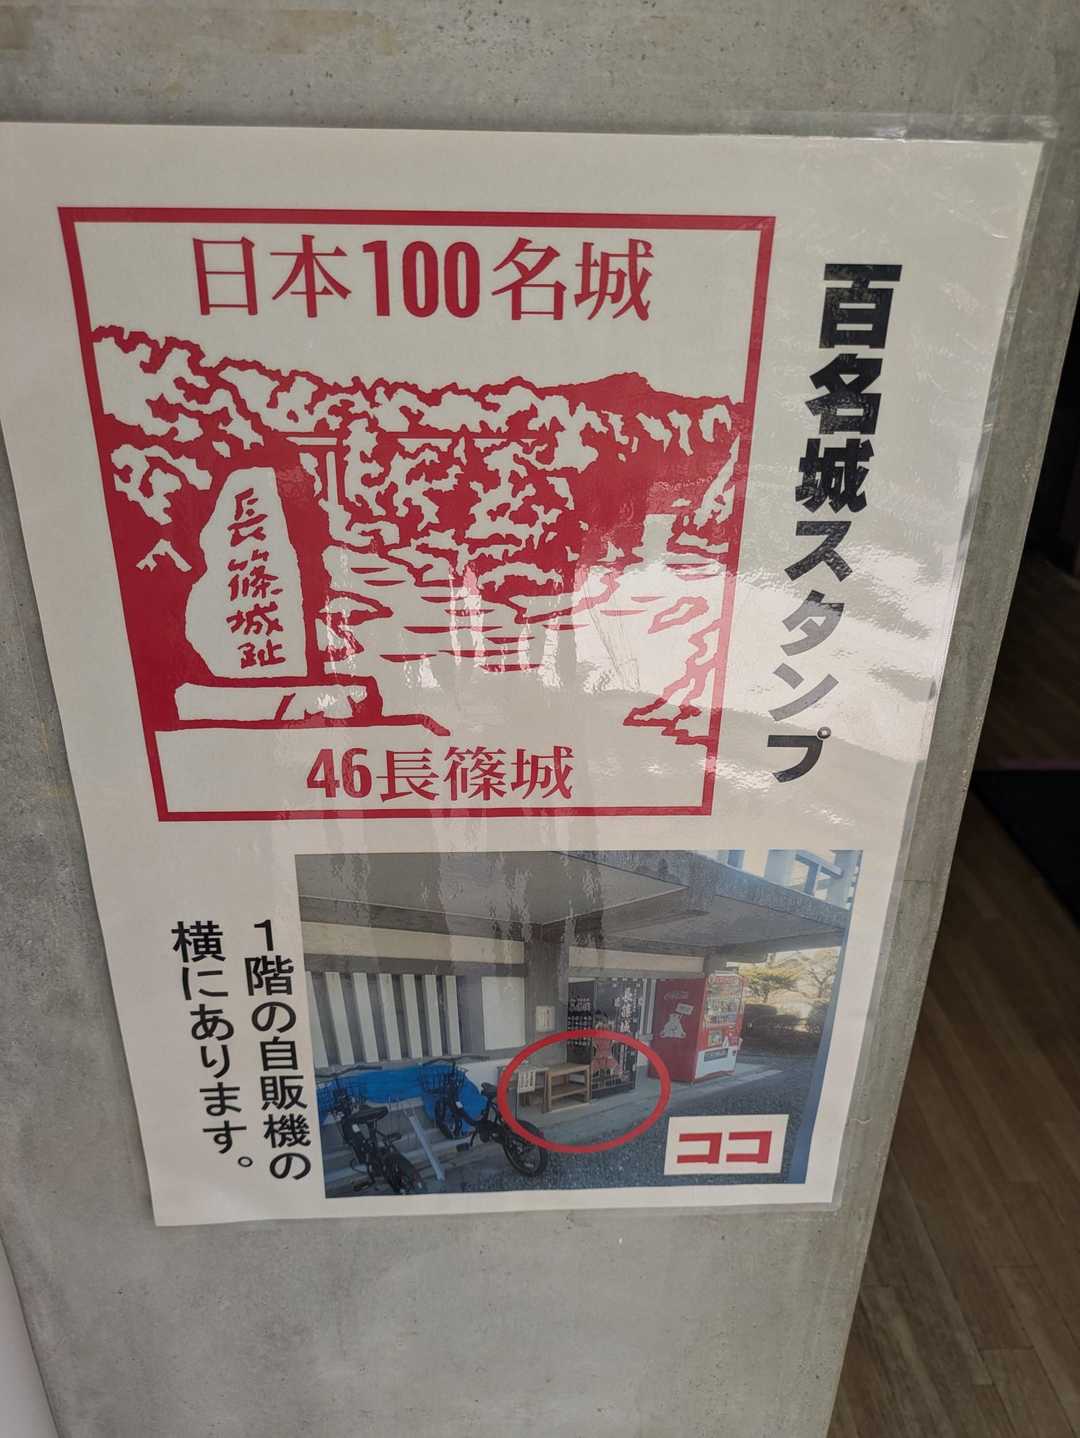 日本100名城
長篠城趾
46長篠城
百名城スタンプ
1階の自販機の
横にあります。
ココ